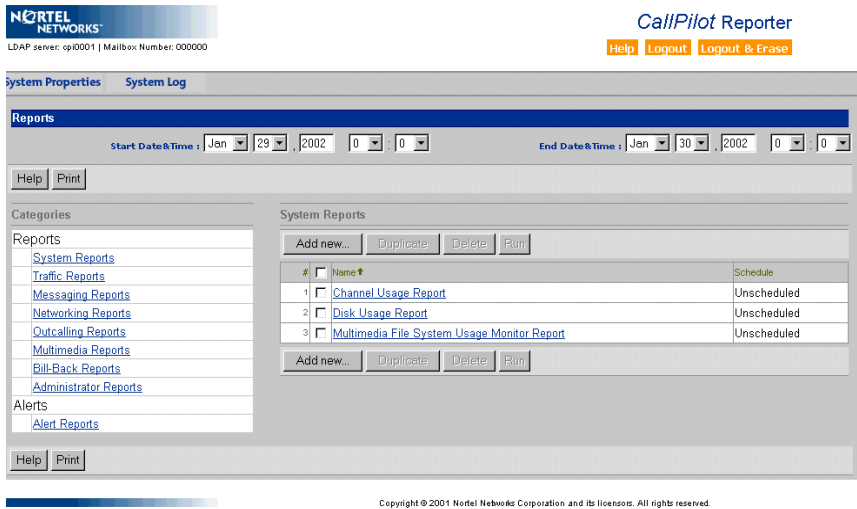 NORTEL
NETWORKS™
CallPilot Reporter
LDAP server: cpi0001 | Mailbox Number: 000000
Help Logout Logout & Erase
System Properties System Log
Reports
Start Date&Time : Jan 29 , 2002 0 : 0 End Date&Time : Jan 30 , 2002 0 : 0
Help Print
Categories
Reports
System Reports
Traffic Reports
Messaging Reports
Networking Reports
Outcalling Reports
Multimedia Reports
Bill-Back Reports
Administrator Reports
Alerts
Alert Reports
System Reports
Add new... Duplicate Delete Run
# Name Schedule
1 Channel Usage Report Unscheduled
2 Disk Usage Report Unscheduled
3 Multimedia File System Usage Monitor Report Unscheduled
Add new... Duplicate Delete Run
Help Print
Copyright © 2001 Nortel Networks Corporation and its licensors. All rights reserved.